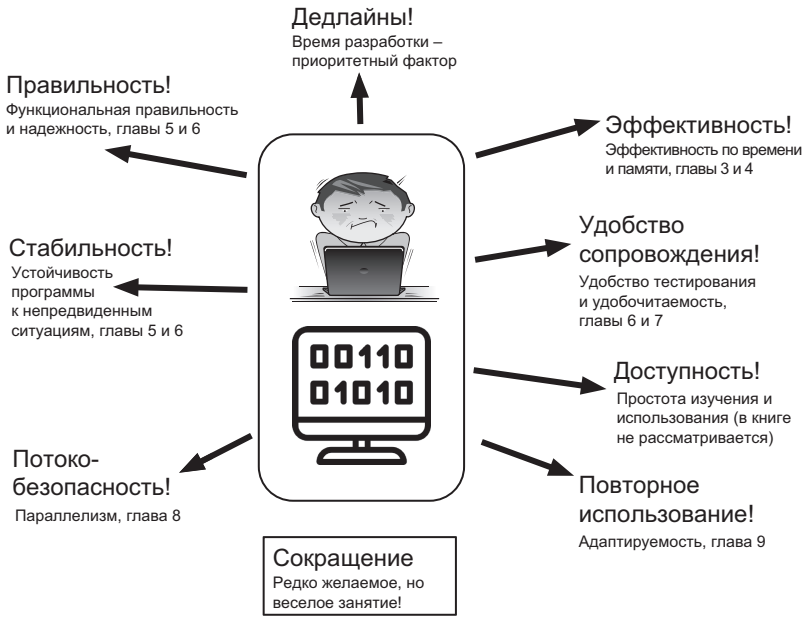 Дедлайны!
Время разработки –
приоритетный фактор
Правильность!
Функциональная правильность
и надежность, главы 5 и 6
Эффективность!
Эффективность по времени
и памяти, главы 3 и 4
Стабильность!
Устойчивость
программы
к непредвиденным
ситуациям, главы 5 и 6
Удобство
сопровождения!
Удобство тестирования
и удобочитаемость,
главы 6 и 7
00110
01010
Доступность!
Простота изучения и
использования (в книге
не рассматривается)
Потоко-
безопасность!
Параллелизм, глава 8
Повторное
использование!
Адаптируемость, глава 9
Сокращение
Редко желаемое, но
веселое занятие!